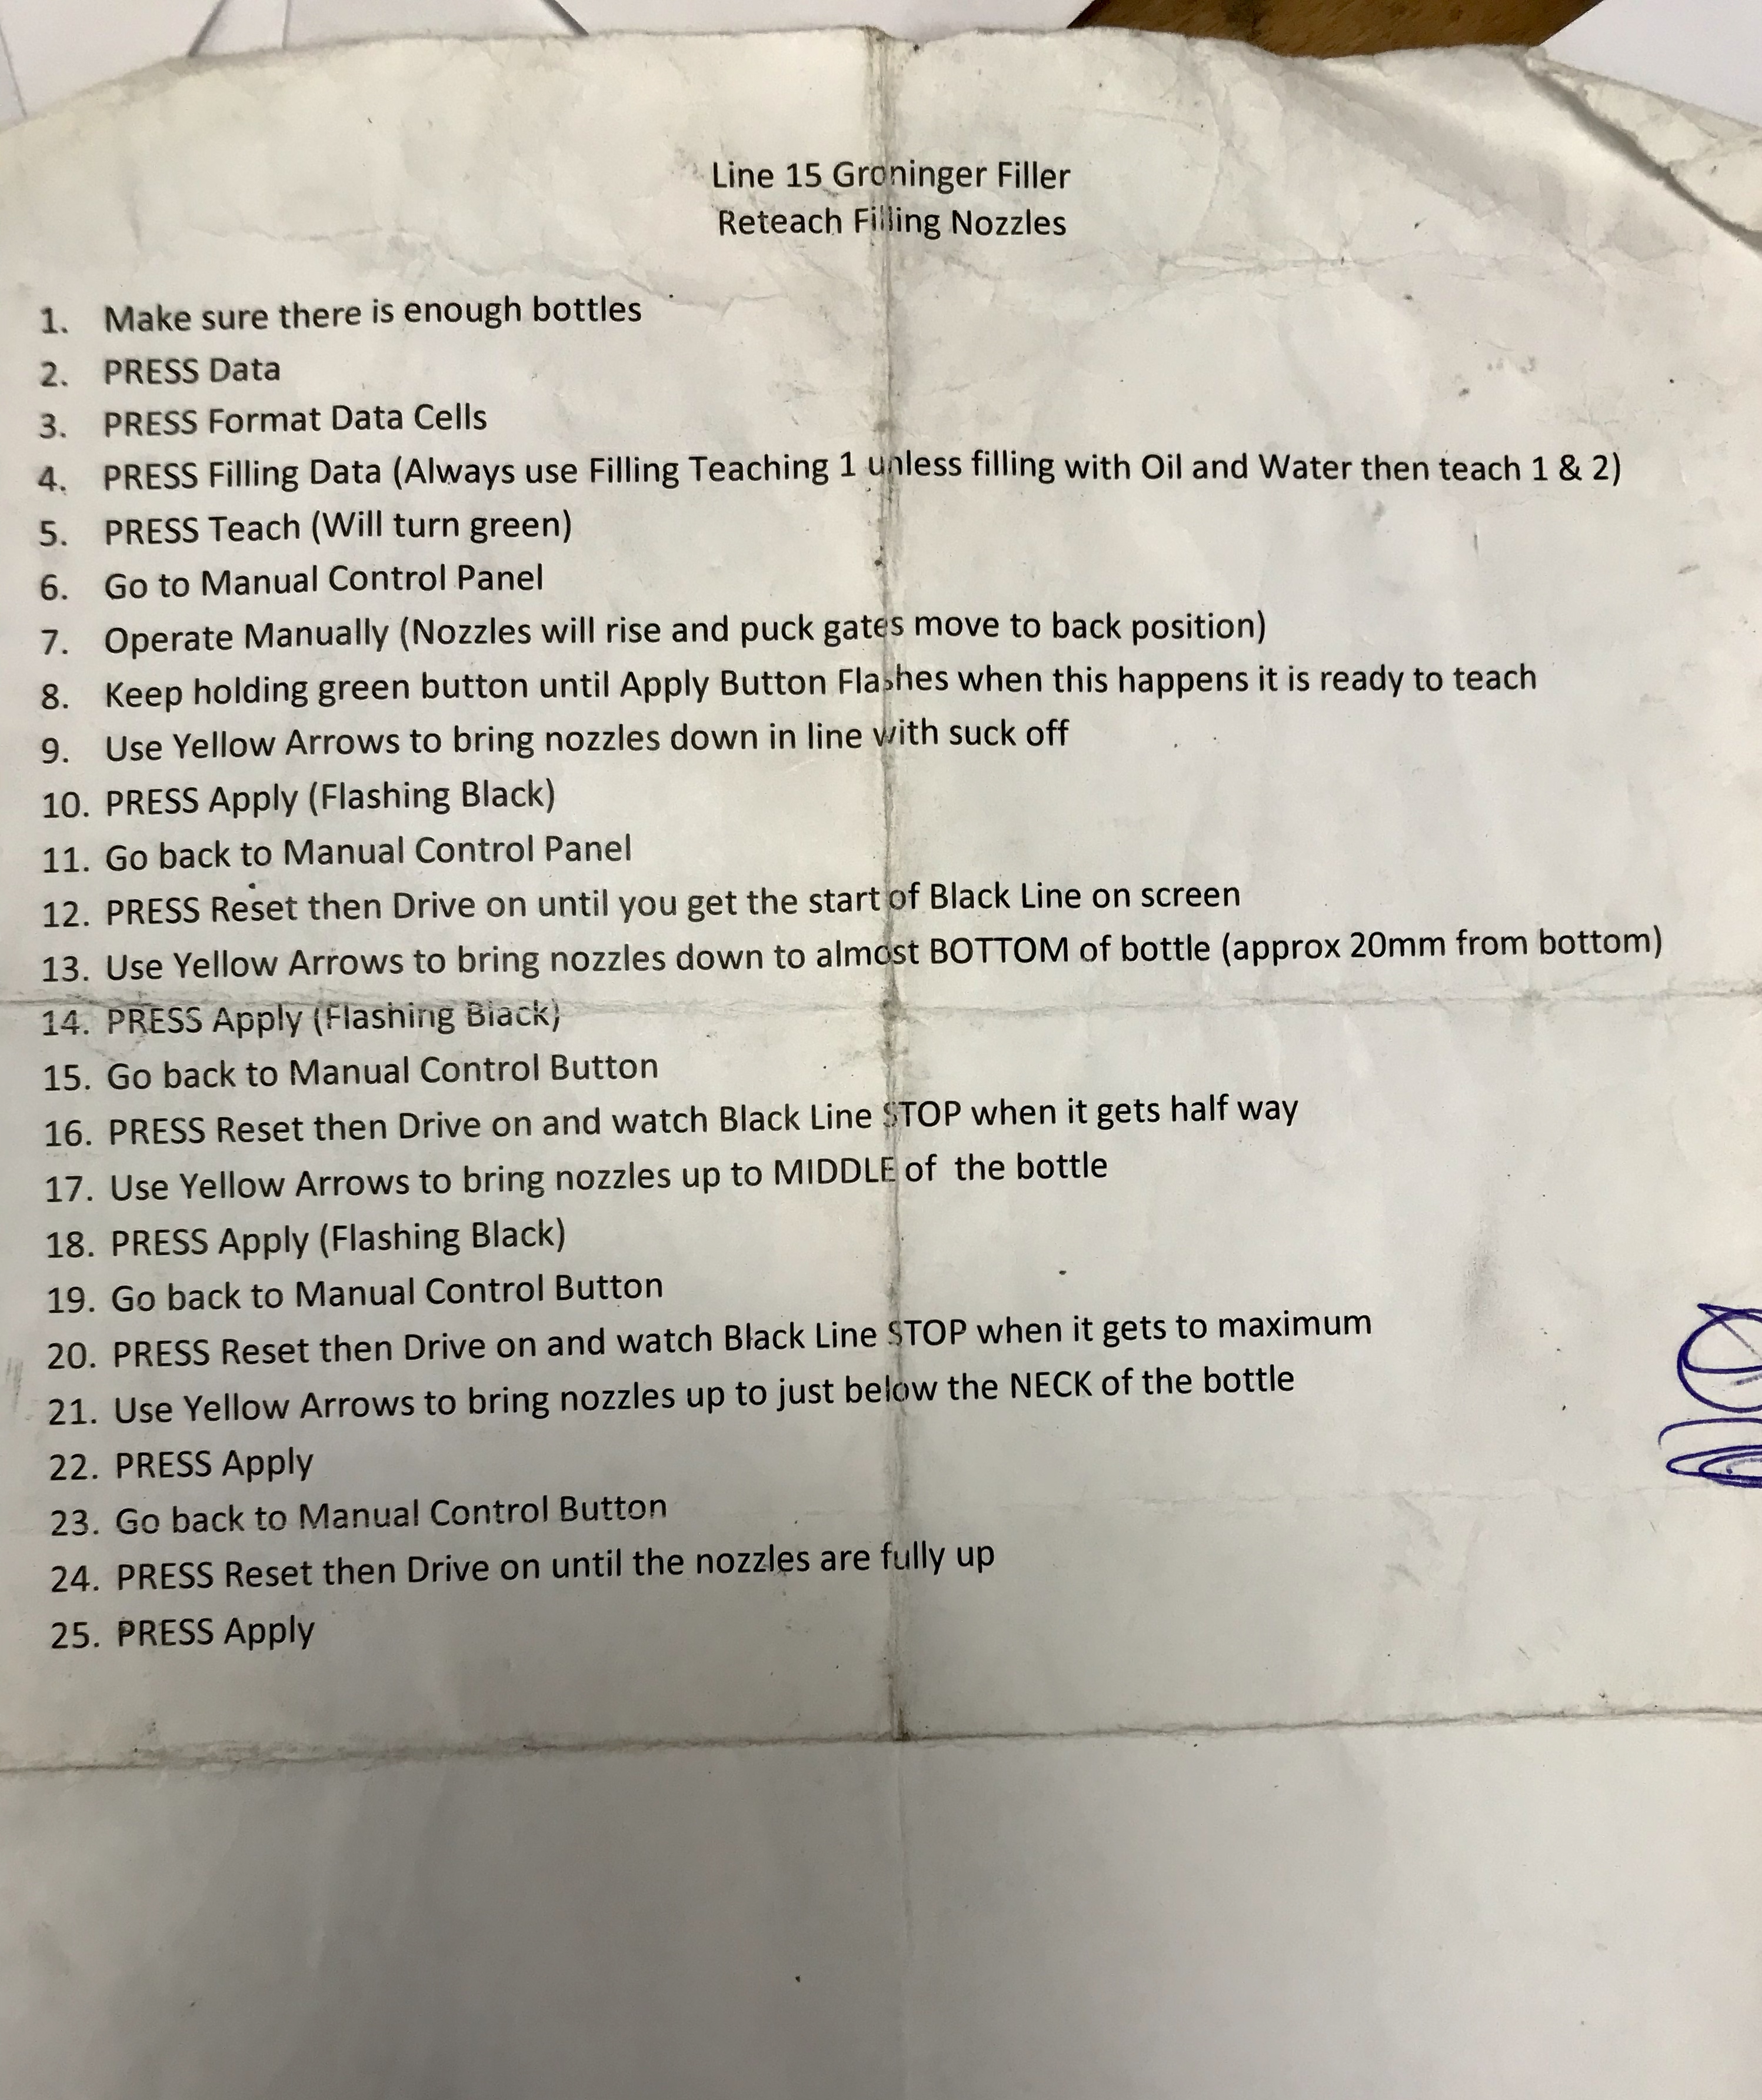 Line 15 Groninger Filler
Reteach Filling Nozzles
1. Make sure there is enough bottles
2. PRESS Data
3. PRESS Format Data Cells
4. PRESS Filling Data (Always use Filling Teaching 1 unless filling with Oil and Water then teach 1 & 2)
5. PRESS Teach (Will turn green)
6. Go to Manual Control Panel
7. Operate Manually (Nozzles will rise and puck gates move to back position)
8. Keep holding green button until Apply Button Flashes when this happens it is ready to teach
9. Use Yellow Arrows to bring nozzles down in line with suck off
10. PRESS Apply (Flashing Black)
11. Go back to Manual Control Panel
12. PRESS Reset then Drive on until you get the start of Black Line on screen
13. Use Yellow Arrows to bring nozzles down to almost BOTTOM of bottle (approx 20mm from bottom)
14. PRESS Apply (Flashing Black)
15. Go back to Manual Control Button
16. PRESS Reset then Drive on and watch Black Line STOP when it gets half way
17. Use Yellow Arrows to bring nozzles up to MIDDLE of the bottle
18. PRESS Apply (Flashing Black)
19. Go back to Manual Control Button
20. PRESS Reset then Drive on and watch Black Line STOP when it gets to maximum
21. Use Yellow Arrows to bring nozzles up to just below the NECK of the bottle
22. PRESS Apply
23. Go back to Manual Control Button
24. PRESS Reset then Drive on until the nozzles are fully up
25. PRESS Apply